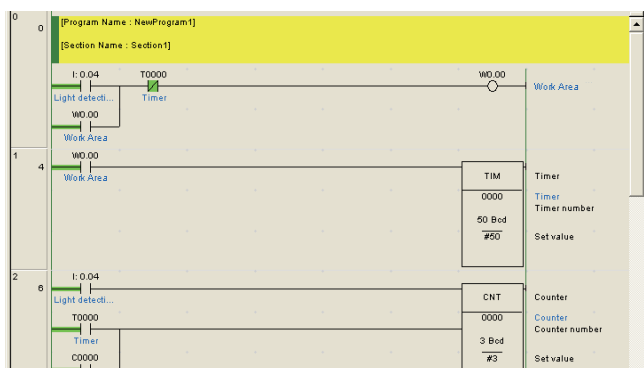 0 0 [Program Name : NewProgram1]
[Section Name : Section1]
I: 0.04 T0000 W0.00
Light detecti... Timer Work Area
W0.00
Work Area
1 4 W0.00
Work Area
TIM Timer
0000 Timer
Timer number
50 Bcd
#50 Set value
2 6 I: 0.04
Light detecti...
CNT Counter
T0000 0000 Counter
Timer Counter number
3 Bcd
C0000 #3 Set value